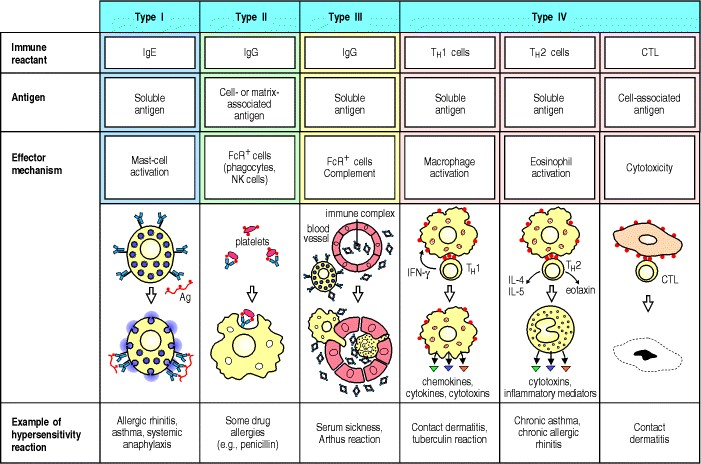 Type I Type II Type III Type IV
Immune reactant
IgE
IgG
IgG
TH1 cells
TH2 cells
CTL
Antigen
Soluble
antigen
Cell- or matrix-
associated
antigen
Soluble
antigen
Soluble
antigen
Soluble
antigen
Cell-associated
antigen
Effector
mechanism
Mast-cell
activation
FcR+ cells
(phagocytes,
NK cells)
FcR+ cells
Complement
Macrophage
activation
Eosinophil
activation
Cytotoxicity
Ag
platelets
immune complex
blood
vessel
IFN-γ
TH1
chemokines,
cytokines, cytotoxins
TH2
IL-4
IL-5
eotaxin
cytotoxins,
inflammatory mediators
CTL
Example of
hypersensitivity
reaction
Allergic rhinitis,
asthma, systemic
anaphylaxis
Some drug
allergies
(e.g., penicillin)
Serum sickness,
Arthus reaction
Contact dermatitis,
tuberculin reaction
Chronic asthma,
chronic allergic
rhinitis
Contact
dermatitis